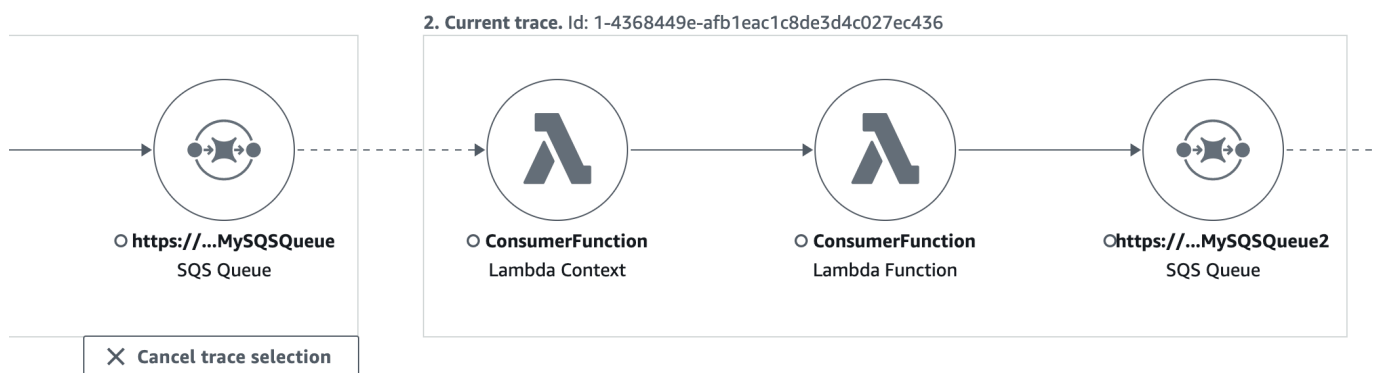 2. Current trace. Id: 1-4368449e-afb1eac1c8de3d4c027ec436
https://...MySQSQueue
SQS Queue
ConsumerFunction
Lambda Context
ConsumerFunction
Lambda Function
https://...MySQSQueue2
SQS Queue
Cancel trace selection